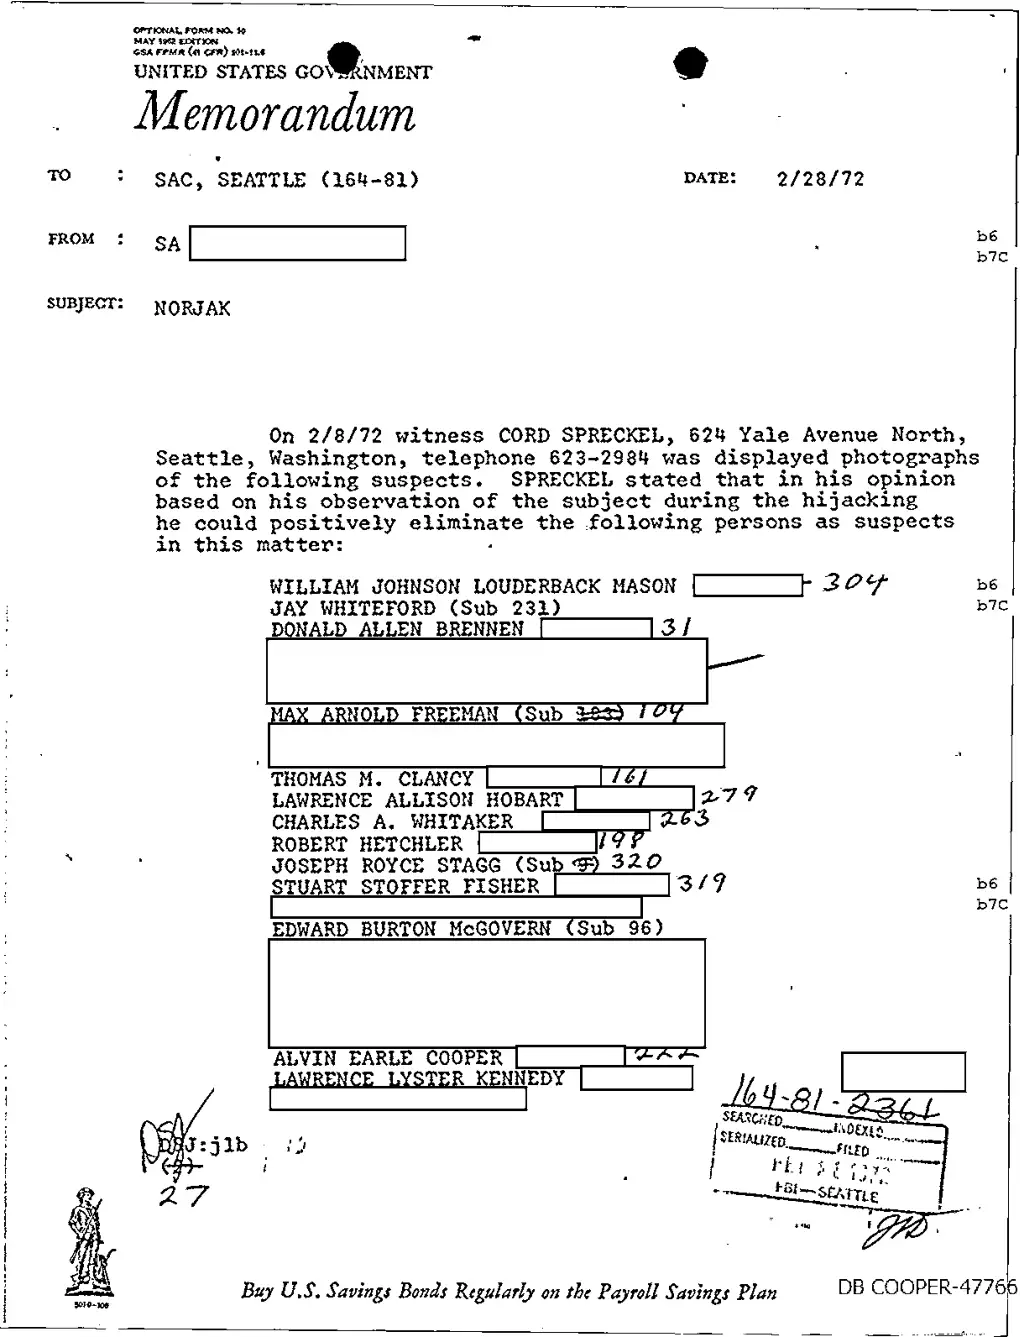 OPTIONAL FORM NO. 10
MAY 1962 EDITION
GSA FPMR (41 CFR) 101-11.6
UNITED STATES GOVERNMENT
Memorandum
TO : SAC, SEATTLE (164-81) DATE: 2/28/72
FROM : SA b6
b7C
SUBJECT: NORJAK
On 2/8/72 witness CORD SPRECKEL, 624 Yale Avenue North,
Seattle, Washington, telephone 623-2984 was displayed photographs
of the following suspects. SPRECKEL stated that in his opinion
based on his observation of the subject during the hijacking
he could positively eliminate the following persons as suspects
in this matter:
WILLIAM JOHNSON LOUDERBACK MASON - 304 b6
JAY WHITEFORD (Sub 231) b7C
DONALD ALLEN BRENNEN 31
MAX ARNOLD FREEMAN (Sub 104
THOMAS M. CLANCY 161
LAWRENCE ALLISON HOBART 279
CHARLES A. WHITAKER 263
ROBERT HETCHLER 198
JOSEPH ROYCE STAGG (Sub 320
STUART STOFFER FISHER 319 b6
b7C
EDWARD BURTON McGOVERN (Sub 96)
ALVIN EARLE COOPER 222
LAWRENCE LYSTER KENNEDY
164-81-2361
SEARCHED INDEXED
SERIALIZED FILED
FBI—SEATTLE
J:jlb
(2)
27
5010-108
Buy U.S. Savings Bonds Regularly on the Payroll Savings Plan
DB COOPER-47766